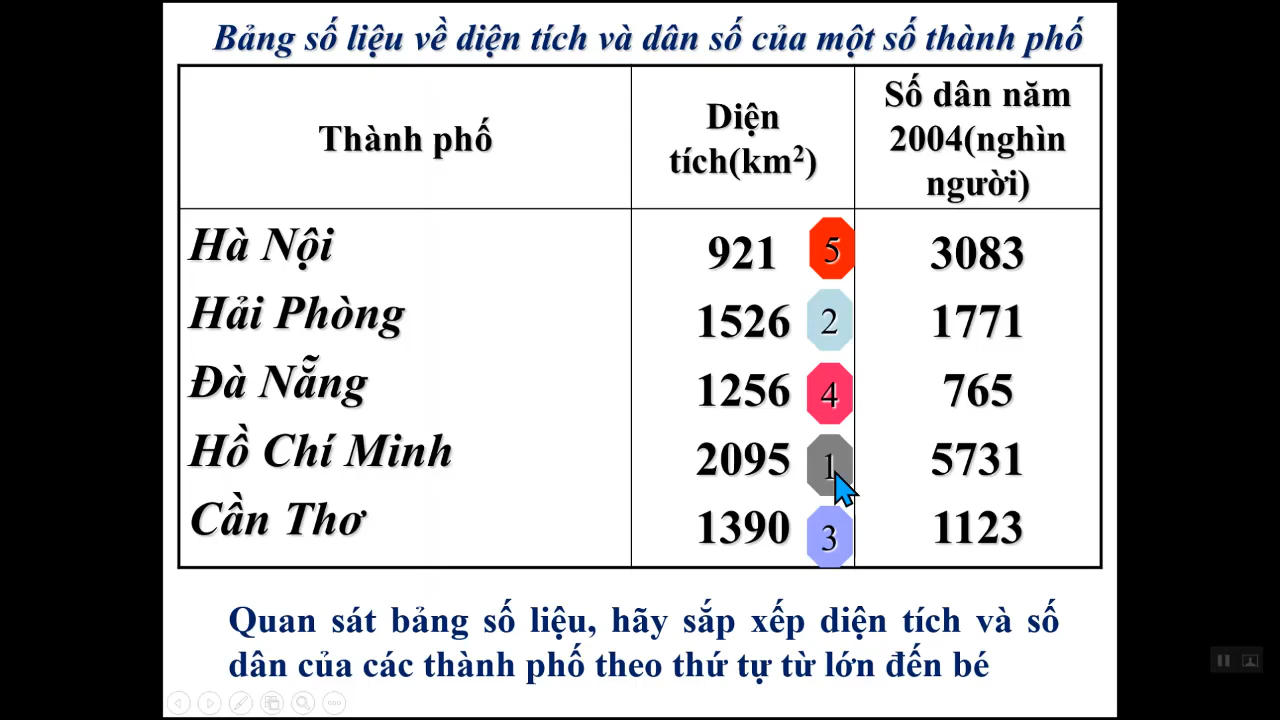 Bảng số liệu về diện tích và dân số của một số thành phố
Thành phố
Diện
tích(km²)
Số dân năm
2004(nghìn
người)
Hà Nội 921 5 3083
Hải Phòng 1526 2 1771
Đà Nẵng 1256 4 765
Hồ Chí Minh 2095 1 5731
Cần Thơ 1390 3 1123
Quan sát bảng số liệu, hãy sắp xếp diện tích và số
dân của các thành phố theo thứ tự từ lớn đến bé